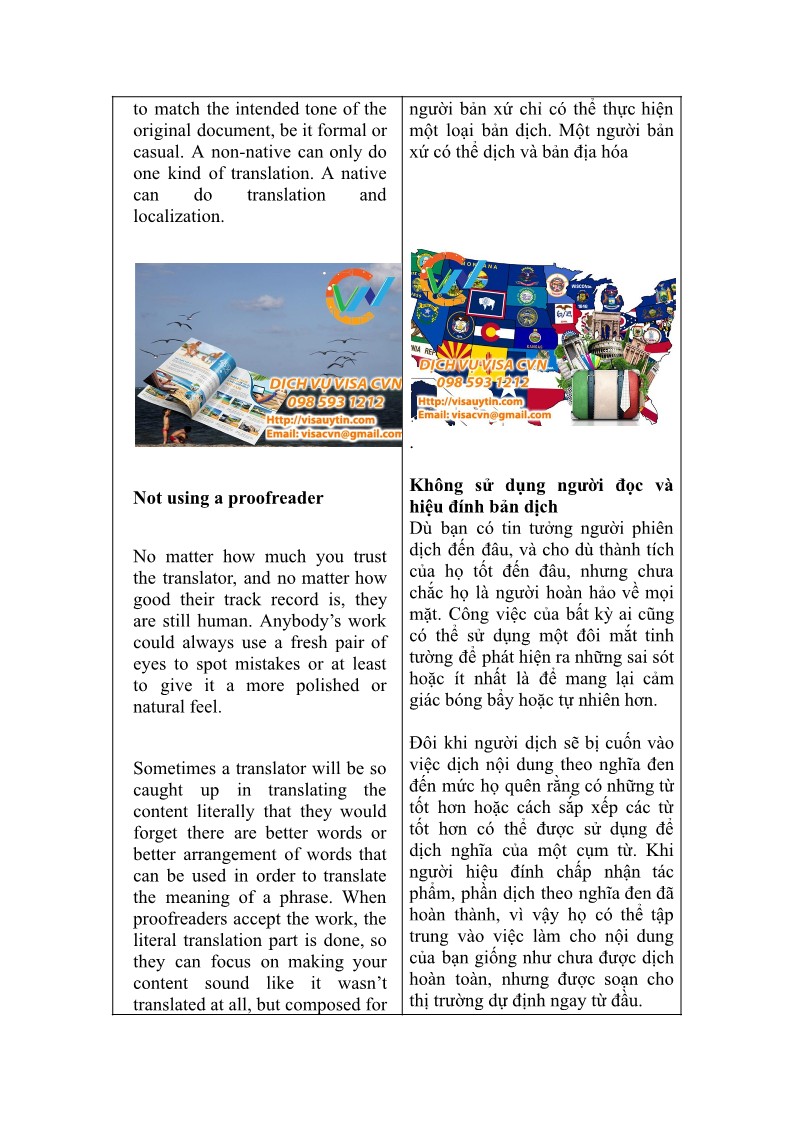 to match the intended tone of the
original document, be it formal or
casual. A non-native can only do
one kind of translation. A native
can do translation and
localization.
DỊCH VỤ VISA CVN
098 593 1212
Http://visauytin.com
Email: visacvn@gmail.com
Not using a proofreader
No matter how much you trust
the translator, and no matter how
good their track record is, they
are still human. Anybody’s work
could always use a fresh pair of
eyes to spot mistakes or at least
to give it a more polished or
natural feel.
Sometimes a translator will be so
caught up in translating the
content literally that they would
forget there are better words or
better arrangement of words that
can be used in order to translate
the meaning of a phrase. When
proofreaders accept the work, the
literal translation part is done, so
they can focus on making your
content sound like it wasn’t
translated at all, but composed for
người bản xứ chỉ có thể thực hiện
một loại bản dịch. Một người bản
xứ có thể dịch và bản địa hóa
MONTANA
KANSAS
DỊCH VỤ VISA CVN
098 593 1212
Http://visauytin.com
Email: visacvn@gmail.com
.
Không sử dụng người đọc và
hiệu đính bản dịch
Dù bạn có tin tưởng người phiên
dịch đến đâu, và cho dù thành tích
của họ tốt đến đâu, nhưng chưa
chắc họ là người hoàn hảo về mọi
mặt. Công việc của bất kỳ ai cũng
có thể sử dụng một đôi mắt tinh
tường để phát hiện ra những sai sót
hoặc ít nhất là để mang lại cảm
giác bóng bẩy hoặc tự nhiên hơn.
Đôi khi người dịch sẽ bị cuốn vào
việc dịch nội dung theo nghĩa đen
đến mức họ quên rằng có những từ
tốt hơn hoặc cách sắp xếp các từ
tốt hơn có thể được sử dụng để
dịch nghĩa của một cụm từ. Khi
người hiệu đính chấp nhận tác
phẩm, phần dịch theo nghĩa đen đã
hoàn thành, vì vậy họ có thể tập
trung vào việc làm cho nội dung
của bạn giống như chưa được dịch
hoàn toàn, nhưng được soạn cho
thị trường dự định ngay từ đầu.